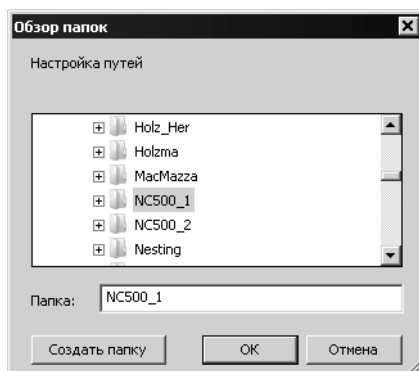 Обзор папок
Настройка путей
Holz_Her
Holzma
MacMazza
NC500_1
NC500_2
Nesting
Папка: NC500_1
Создать папку OK Отмена